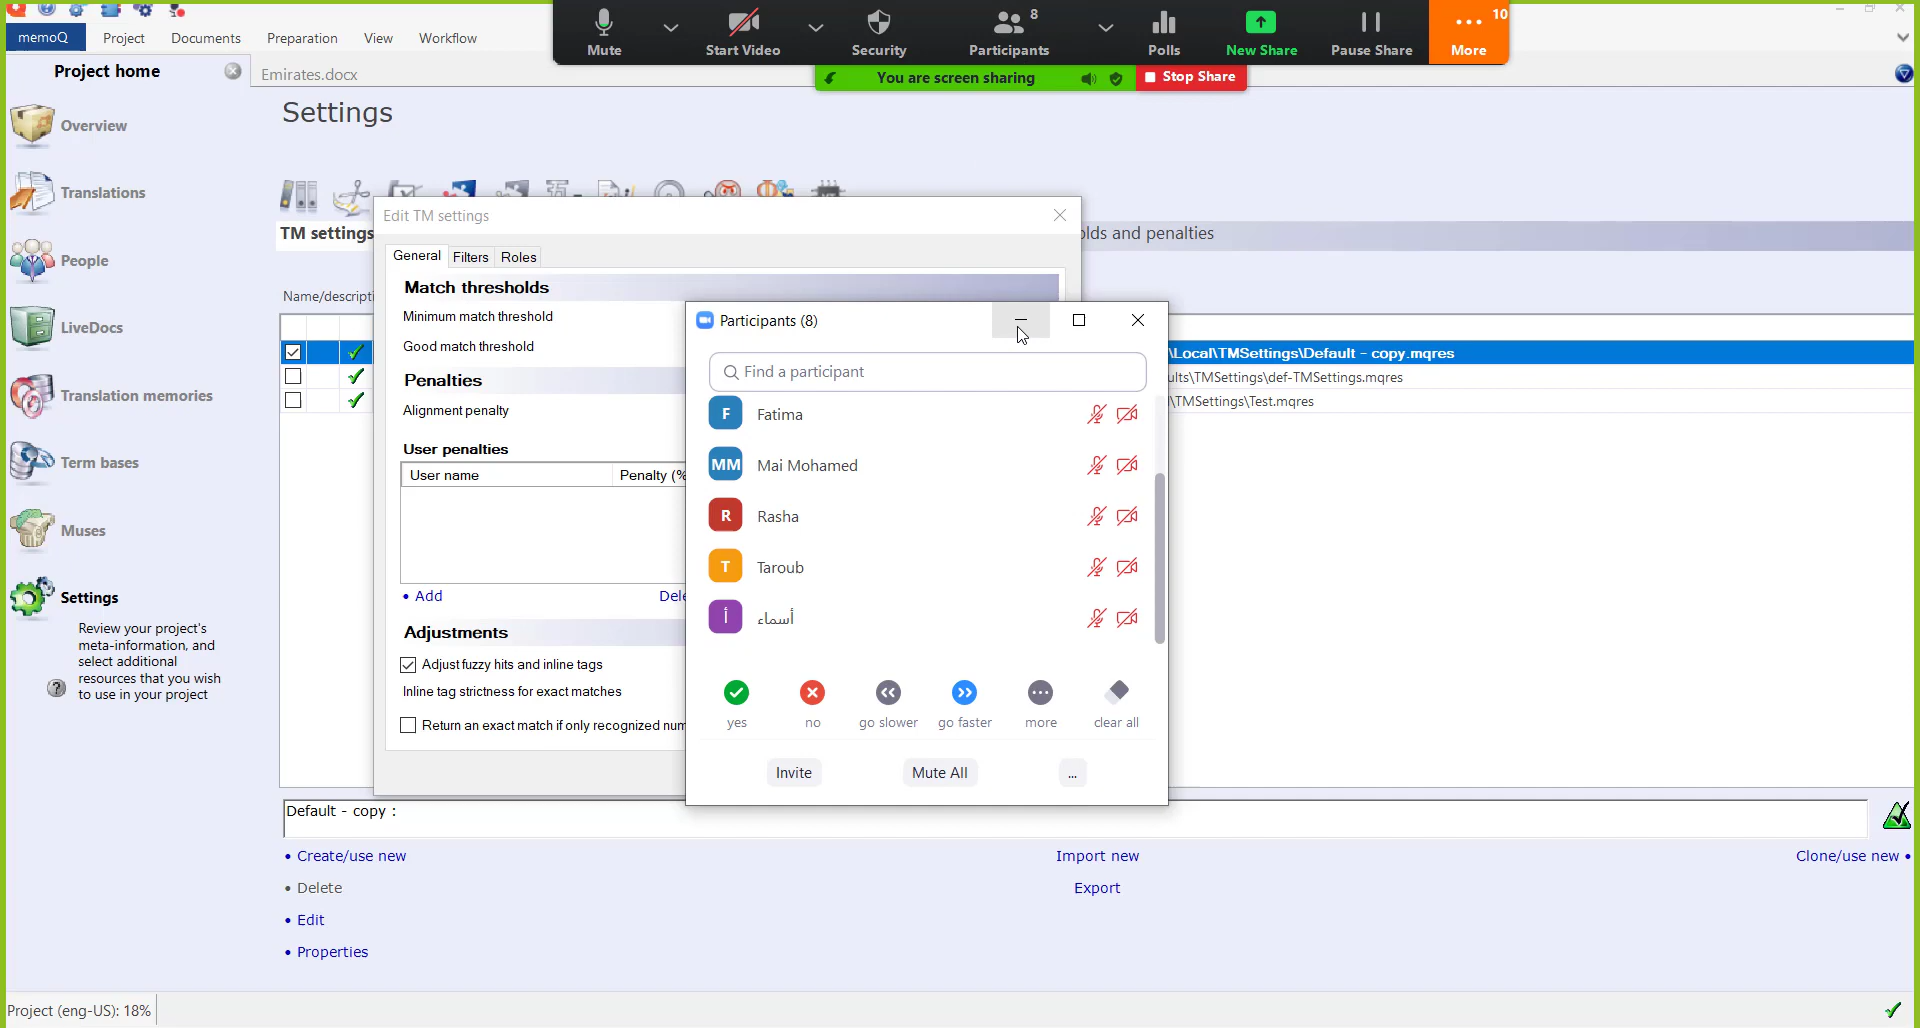 memoQ Project Documents Preparation View Workflow
Mute Start Video Security Participants 8 Polls New Share Pause Share More 10
You are screen sharing Stop Share
Project home
Emirates.docx
Settings
Overview
Translations
People
LiveDocs
Translation memories
Term bases
Muses
Settings
Review your project's
meta-information, and
select additional
resources that you wish
to use in your project
TM settings
lds and penalties
Name/descripti
\Local\TMSettings\Default - copy.mqres
ults\TMSettings\def-TMSettings.mqres
\TMSettings\Test.mqres
Edit TM settings
General Filters Roles
Match thresholds
Minimum match threshold
Good match threshold
Penalties
Alignment penalty
User penalties
User name Penalty (%
• Add Dele
Adjustments
Adjust fuzzy hits and inline tags
Inline tag strictness for exact matches
Return an exact match if only recognized num
Participants (8)
Find a participant
F Fatima
MM Mai Mohamed
R Rasha
T Taroub
أ أسماء
yes no go slower go faster more clear all
Invite Mute All ...
Default - copy :
• Create/use new Import new Clone/use new •
• Delete Export
• Edit
• Properties
Project (eng-US): 18%